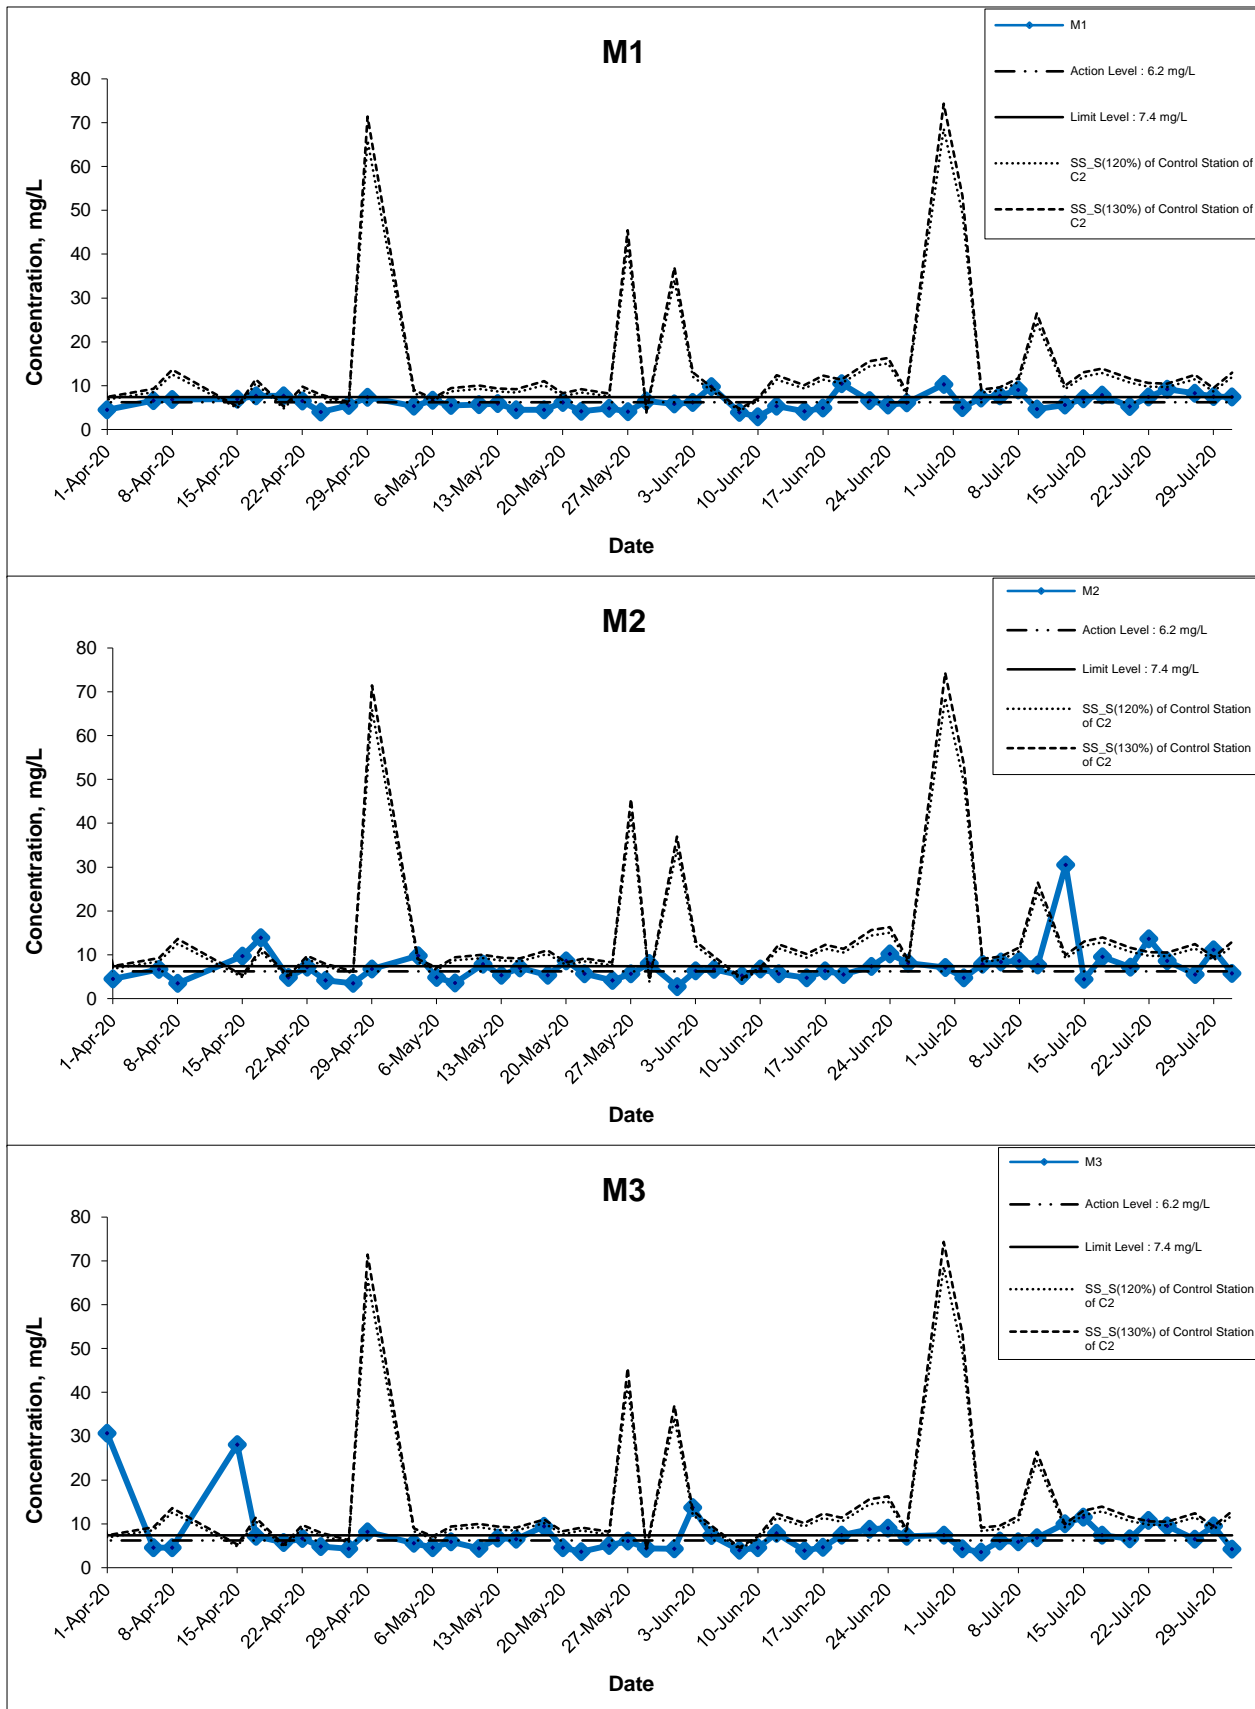 M1
M1
Action Level : 6.2 mg/L
Limit Level : 7.4 mg/L
SS_S(120%) of Control Station of
C2
SS_S(130%) of Control Station of
C2
Concentration, mg/L
80
70
60
50
40
30
20
10
0
1-Apr-20
8-Apr-20
15-Apr-20
22-Apr-20
29-Apr-20
6-May-20
13-May-20
20-May-20
27-May-20
3-Jun-20
10-Jun-20
17-Jun-20
24-Jun-20
1-Jul-20
8-Jul-20
15-Jul-20
22-Jul-20
29-Jul-20
Date
M2
M2
Action Level : 6.2 mg/L
Limit Level : 7.4 mg/L
SS_S(120%) of Control Station
of C2
SS_S(130%) of Control Station
of C2
Concentration, mg/L
80
70
60
50
40
30
20
10
0
1-Apr-20
8-Apr-20
15-Apr-20
22-Apr-20
29-Apr-20
6-May-20
13-May-20
20-May-20
27-May-20
3-Jun-20
10-Jun-20
17-Jun-20
24-Jun-20
1-Jul-20
8-Jul-20
15-Jul-20
22-Jul-20
29-Jul-20
Date
M3
M3
Action Level : 6.2 mg/L
Limit Level : 7.4 mg/L
SS_S(120%) of Control Station
of C2
SS_S(130%) of Control Station
of C2
Concentration, mg/L
80
70
60
50
40
30
20
10
0
1-Apr-20
8-Apr-20
15-Apr-20
22-Apr-20
29-Apr-20
6-May-20
13-May-20
20-May-20
27-May-20
3-Jun-20
10-Jun-20
17-Jun-20
24-Jun-20
1-Jul-20
8-Jul-20
15-Jul-20
22-Jul-20
29-Jul-20
Date